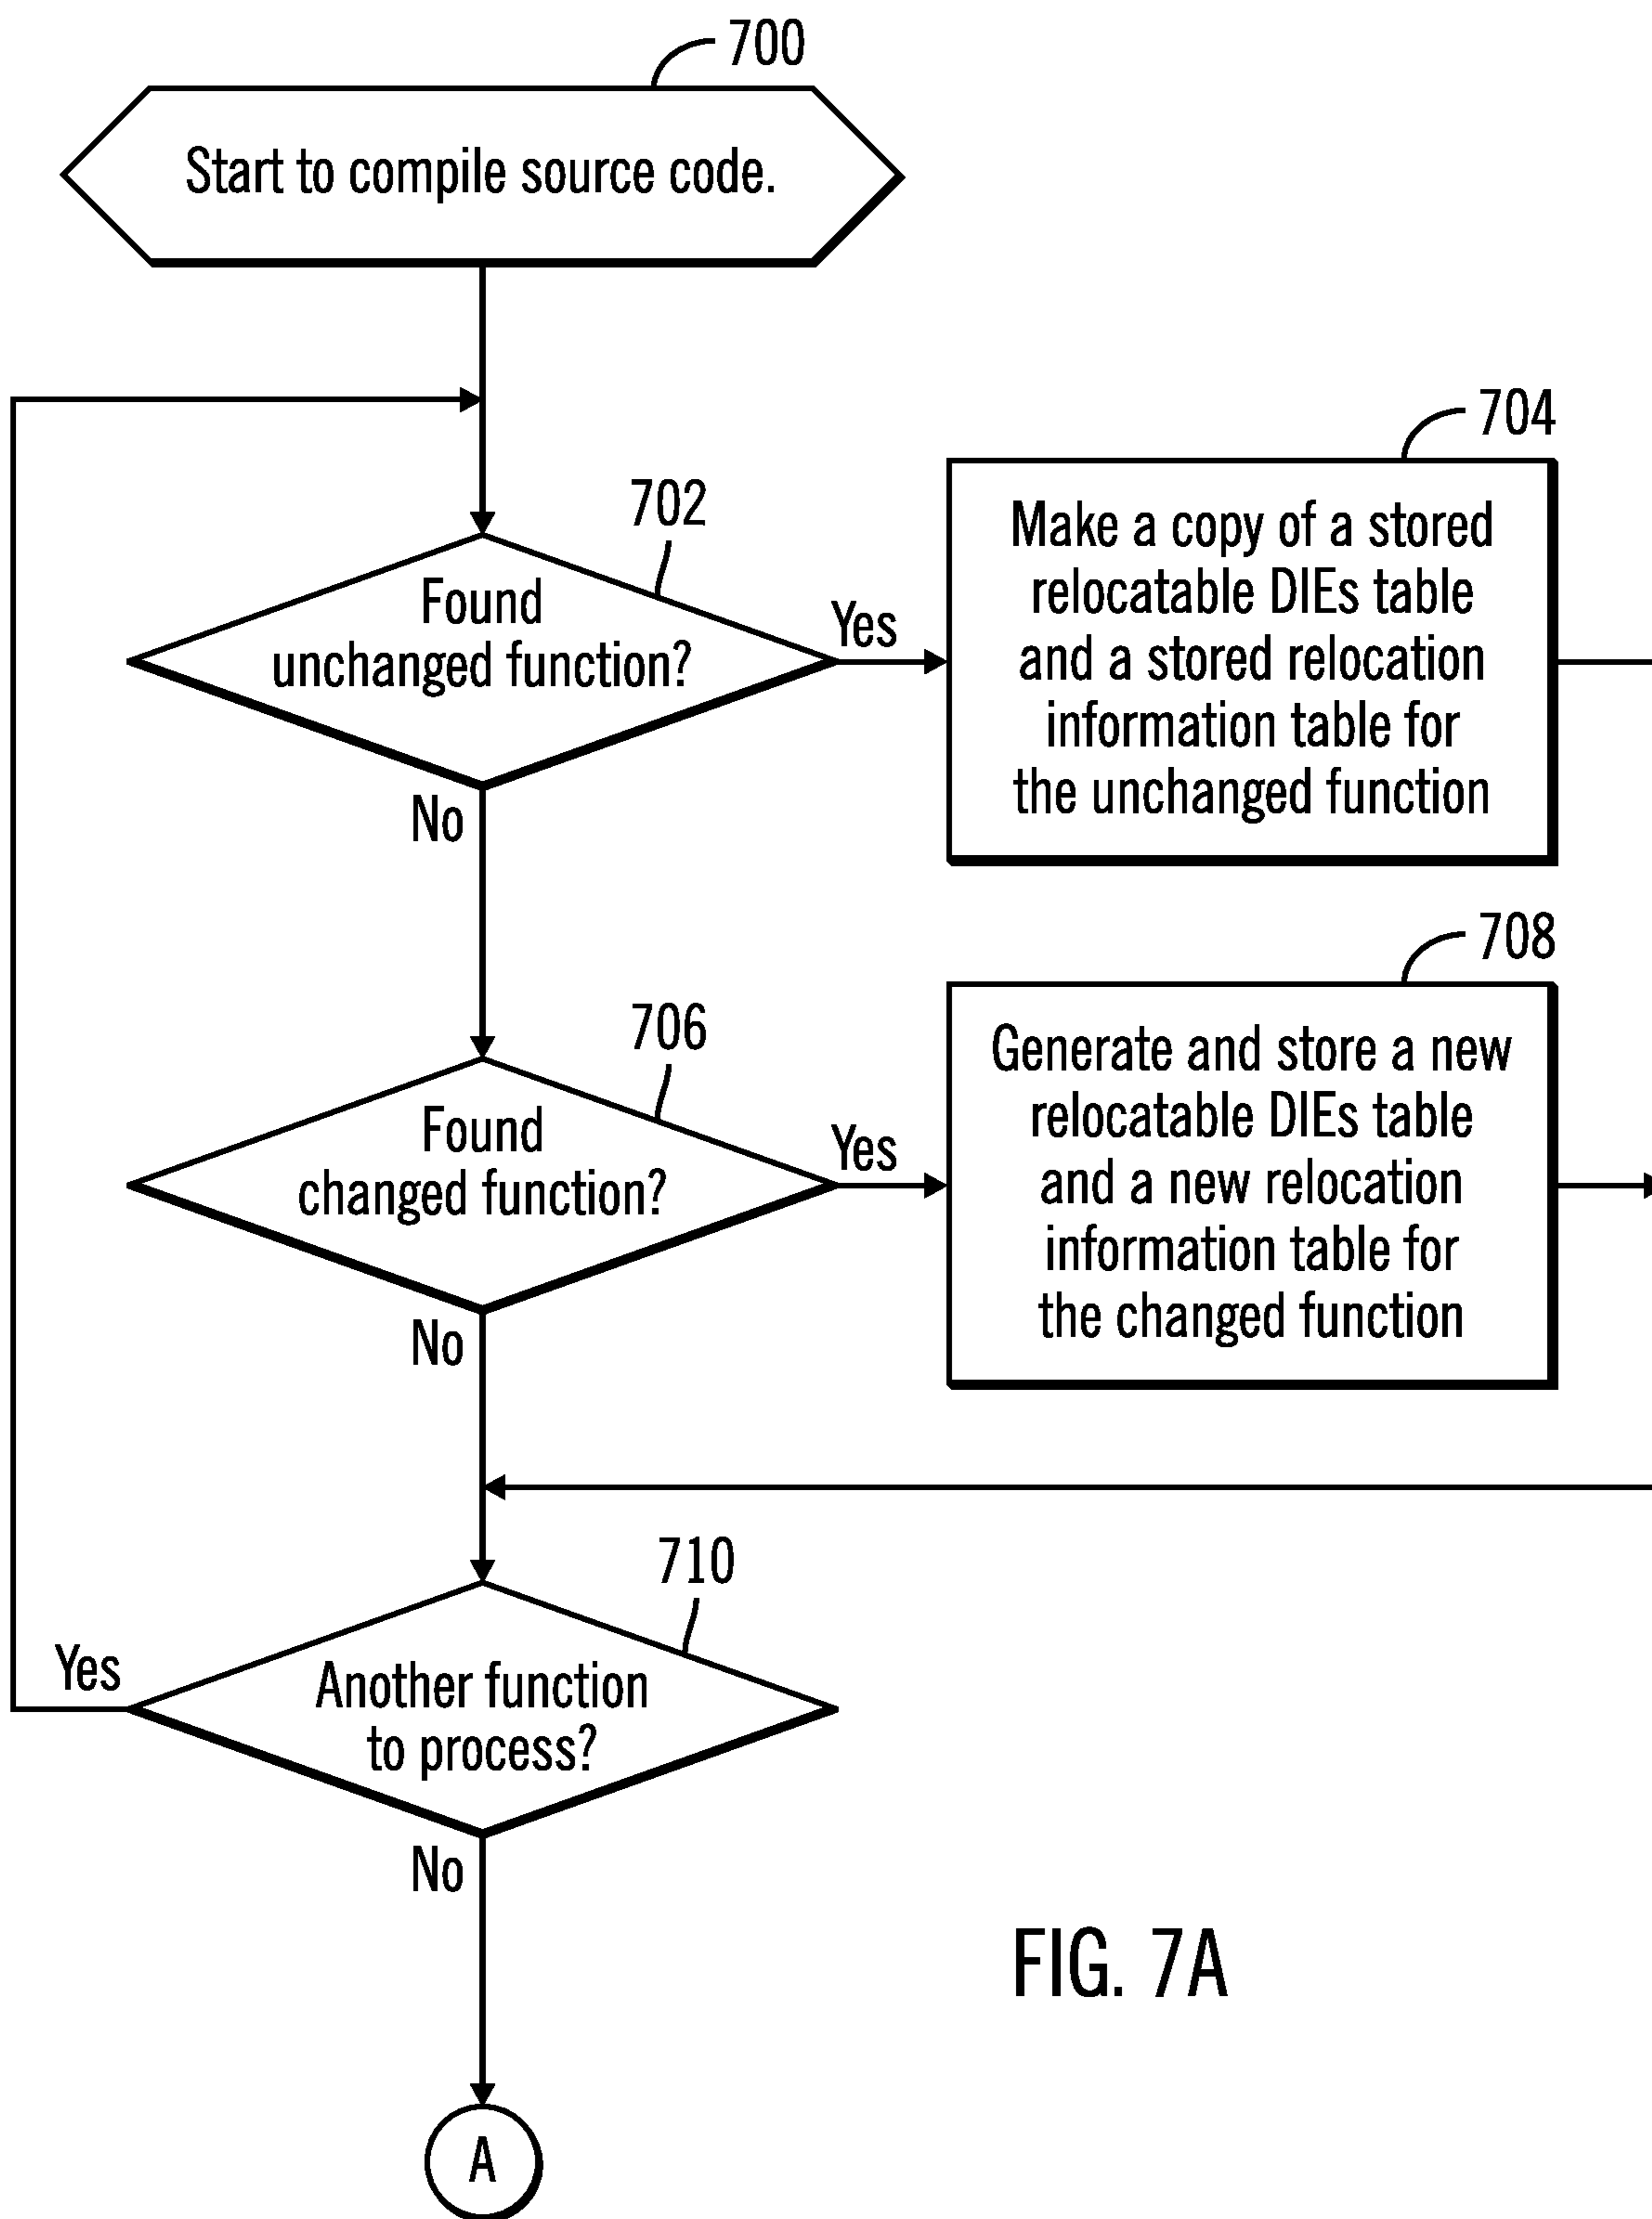 700
Start to compile source code.
702
Found
unchanged function?
Yes
No
704
Make a copy of a stored
relocatable DIEs table
and a stored relocation
information table for
the unchanged function
706
Found
changed function?
Yes
No
708
Generate and store a new
relocatable DIEs table
and a new relocation
information table for
the changed function
710
Another function
to process?
Yes
No
A
FIG. 7A